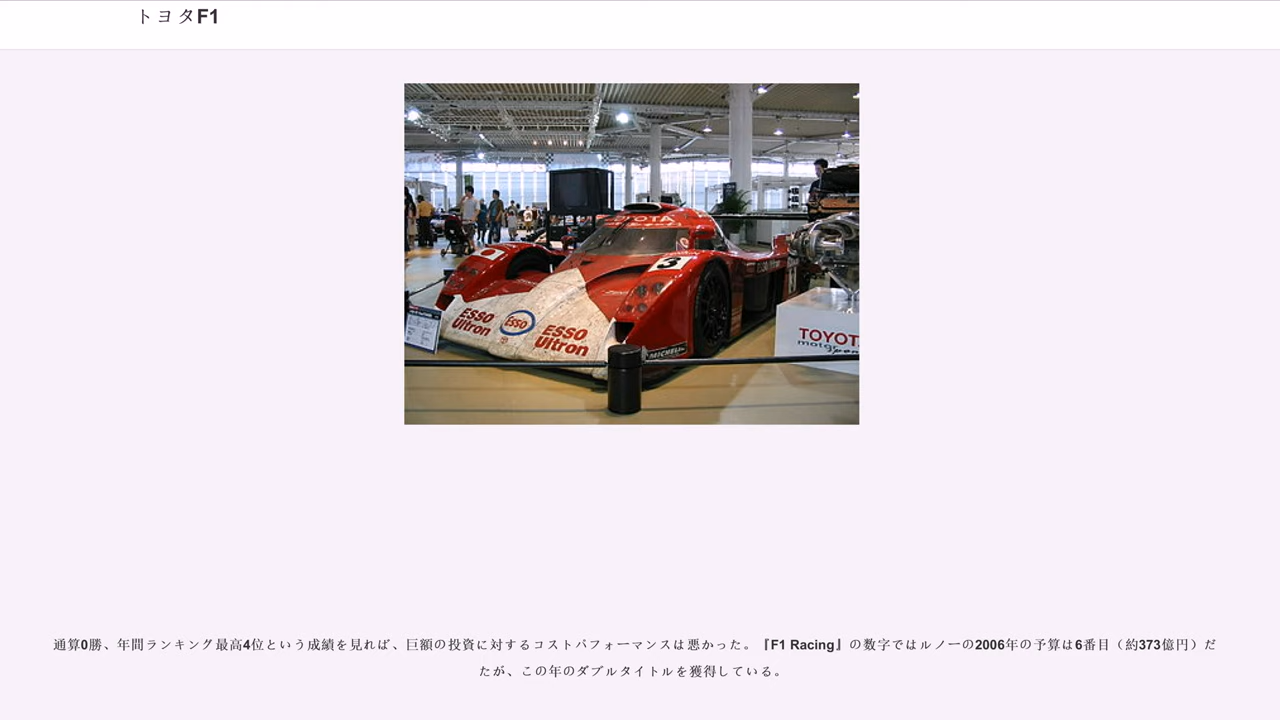 トヨタF1
TOYOTA
3
ESSO
Ultron
Esso
ESSO
Ultron
MICHELIN
TOYOTA
motor
通算0勝、年間ランキング最高4位という成績を見れば、巨額の投資に対するコストパフォーマンスは悪かった。『F1 Racing』の数字ではルノーの2006年の予算は6番目（約373億円）だ
たが、この年のダブルタイトルを獲得している。